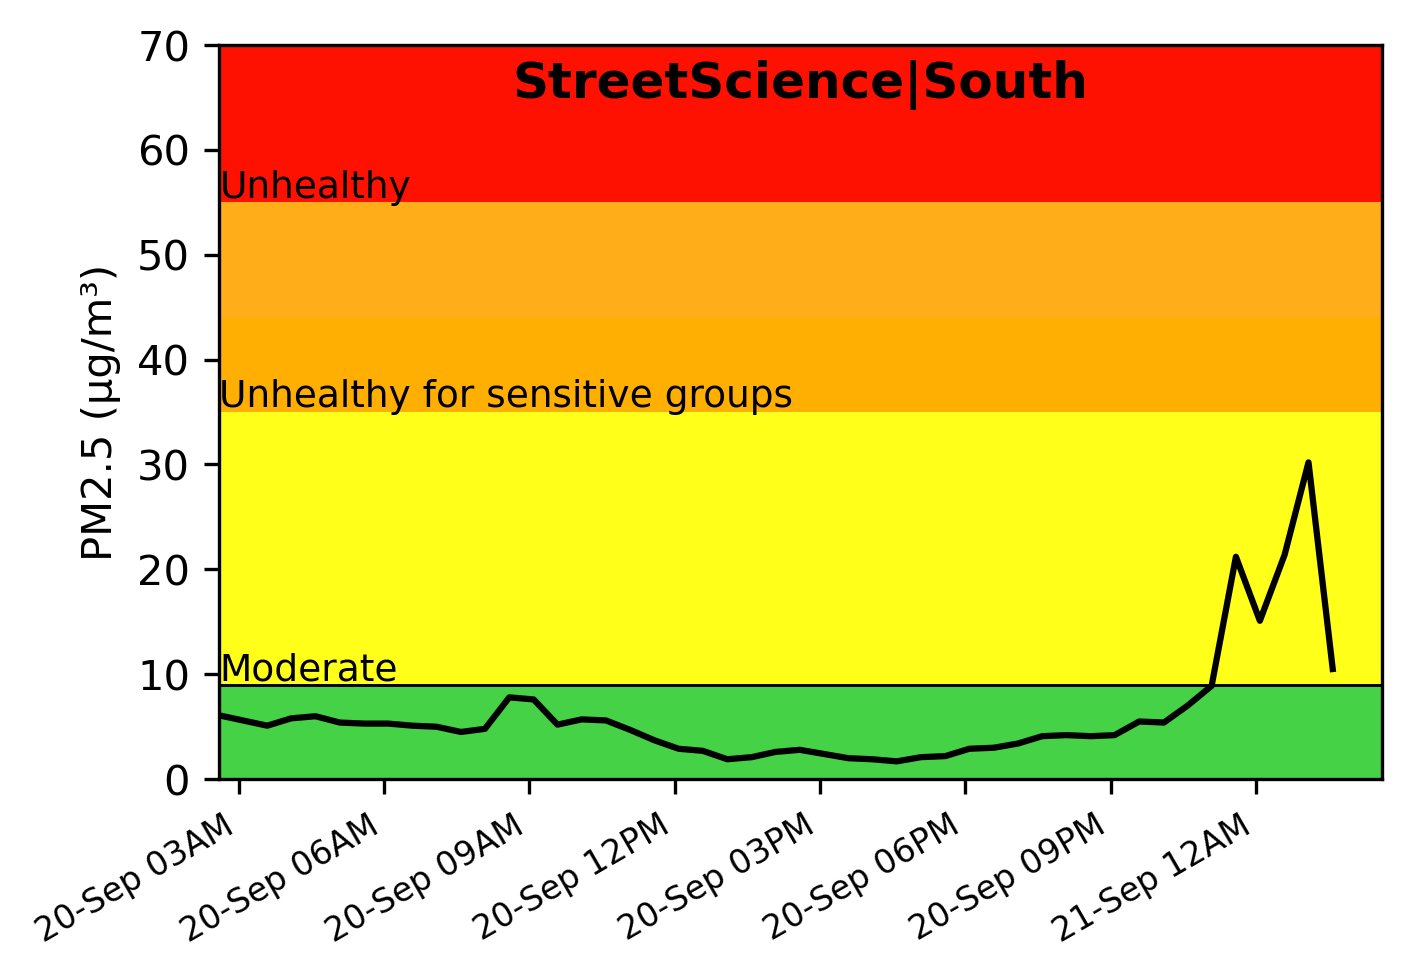 StreetScience|South
70
60
50
40
30
20
10
0
PM2.5 (µg/m³)
Unhealthy
Unhealthy for sensitive groups
Moderate
20-Sep 03AM
20-Sep 06AM
20-Sep 09AM
20-Sep 12PM
20-Sep 03PM
20-Sep 06PM
20-Sep 09PM
21-Sep 12AM